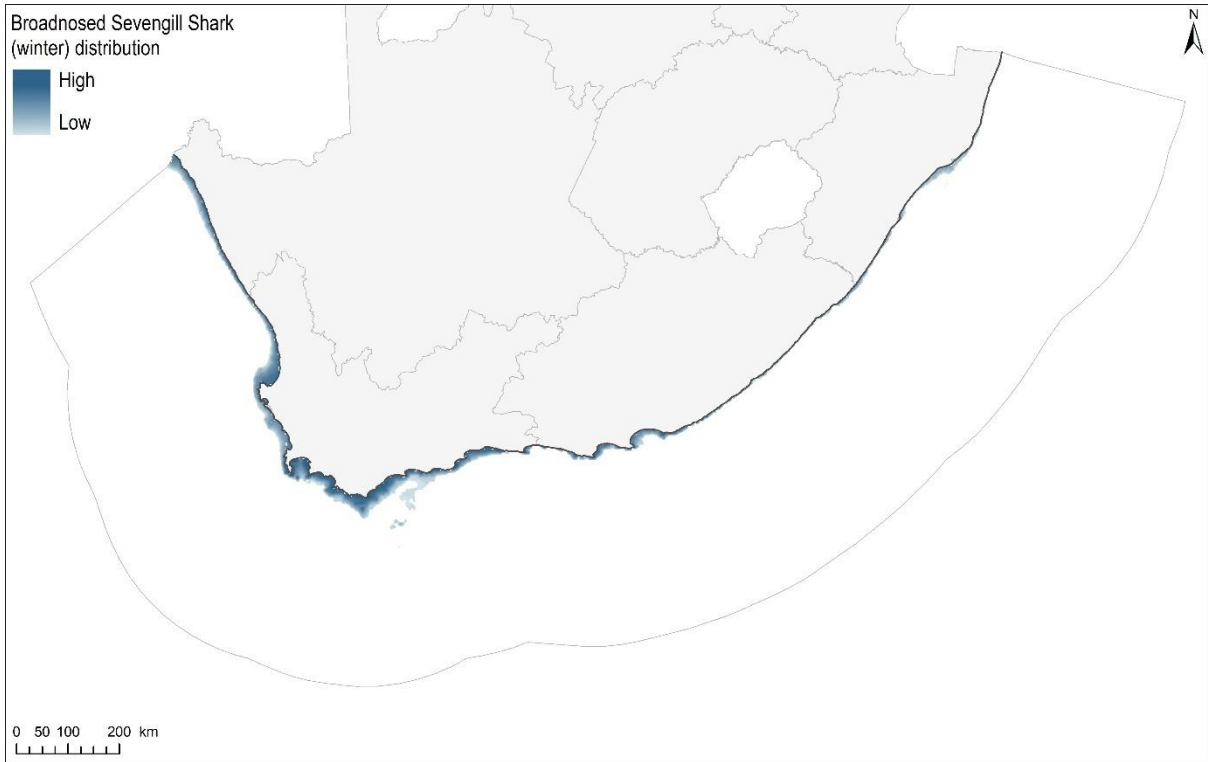 Broadnosed Sevengill Shark
(winter) distribution
High
Low
N
0 50 100 200 km